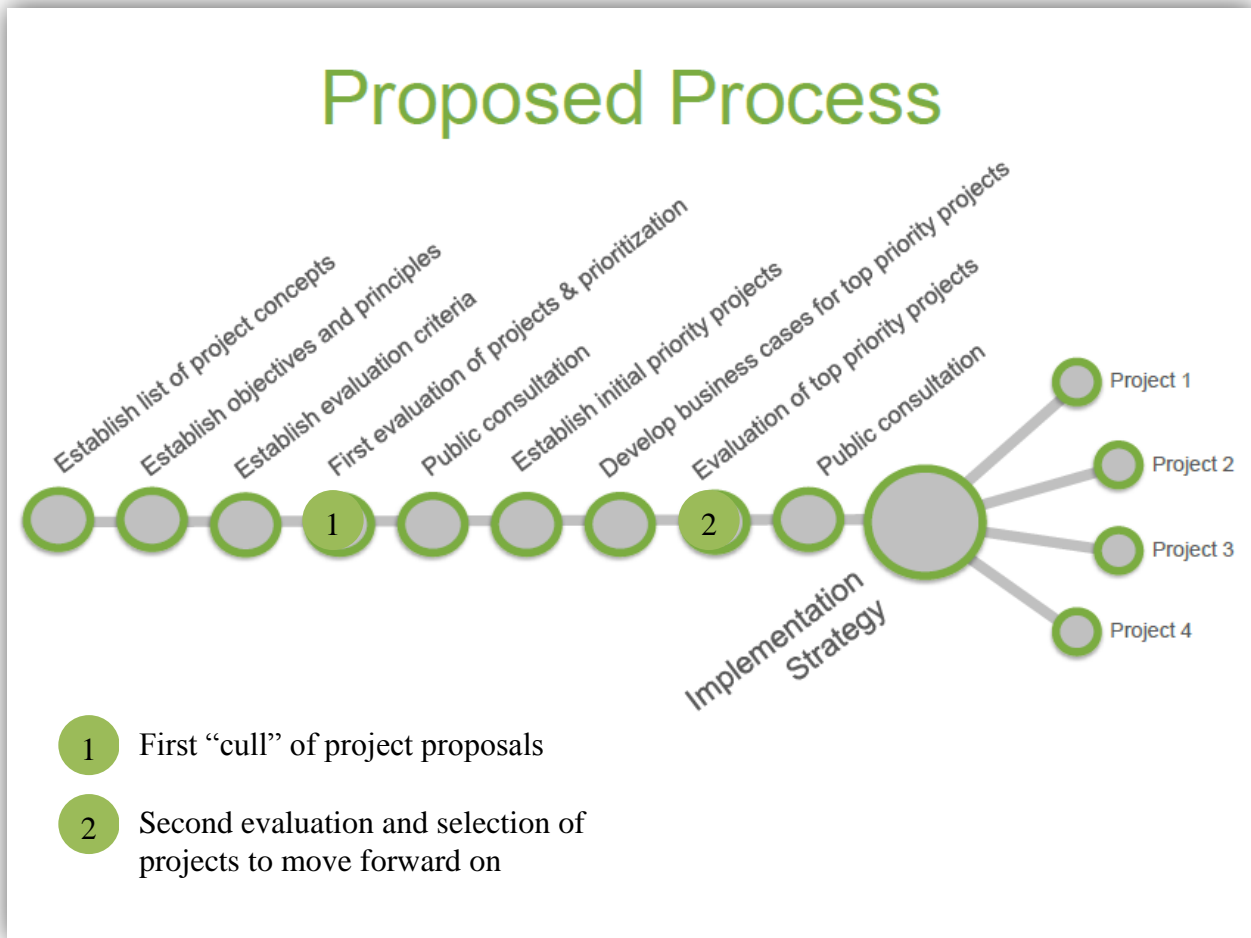 Proposed Process
Establish list of project concepts
Establish objectives and principles
Establish evaluation criteria
First evaluation of projects & prioritization
Public consultation
Establish initial priority projects
Develop business cases for top priority projects
Evaluation of top priority projects
Public consultation
1
2
Implementation
Strategy
Project 1
Project 2
Project 3
Project 4
1 First “cull” of project proposals
2 Second evaluation and selection of
projects to move forward on